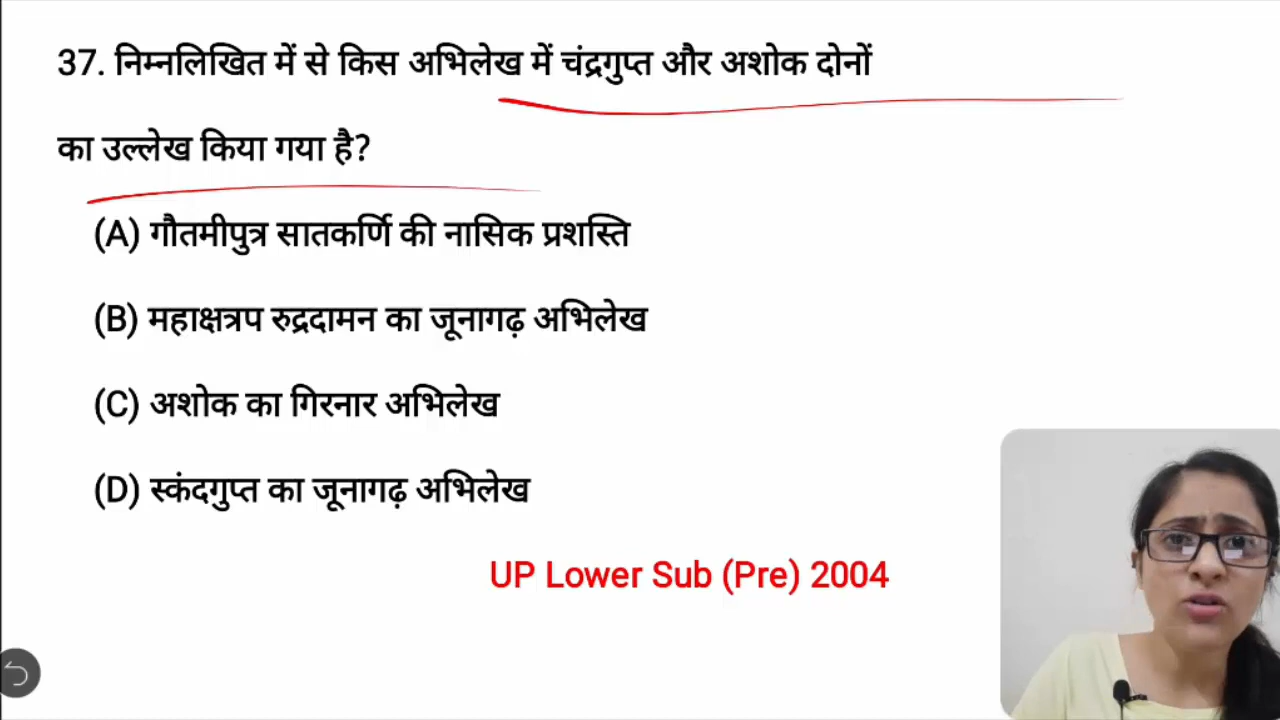 37. निम्नलिखित में से किस अभिलेख में चंद्रगुप्त और अशोक दोनों
का उल्लेख किया गया है?
(A) गौतमीपुत्र सातकर्णि की नासिक प्रशस्ति
(B) महाक्षत्रप रुद्रदामन का जूनागढ़ अभिलेख
(C) अशोक का गिरनार अभिलेख
(D) स्कंदगुप्त का जूनागढ़ अभिलेख
UP Lower Sub (Pre) 2004